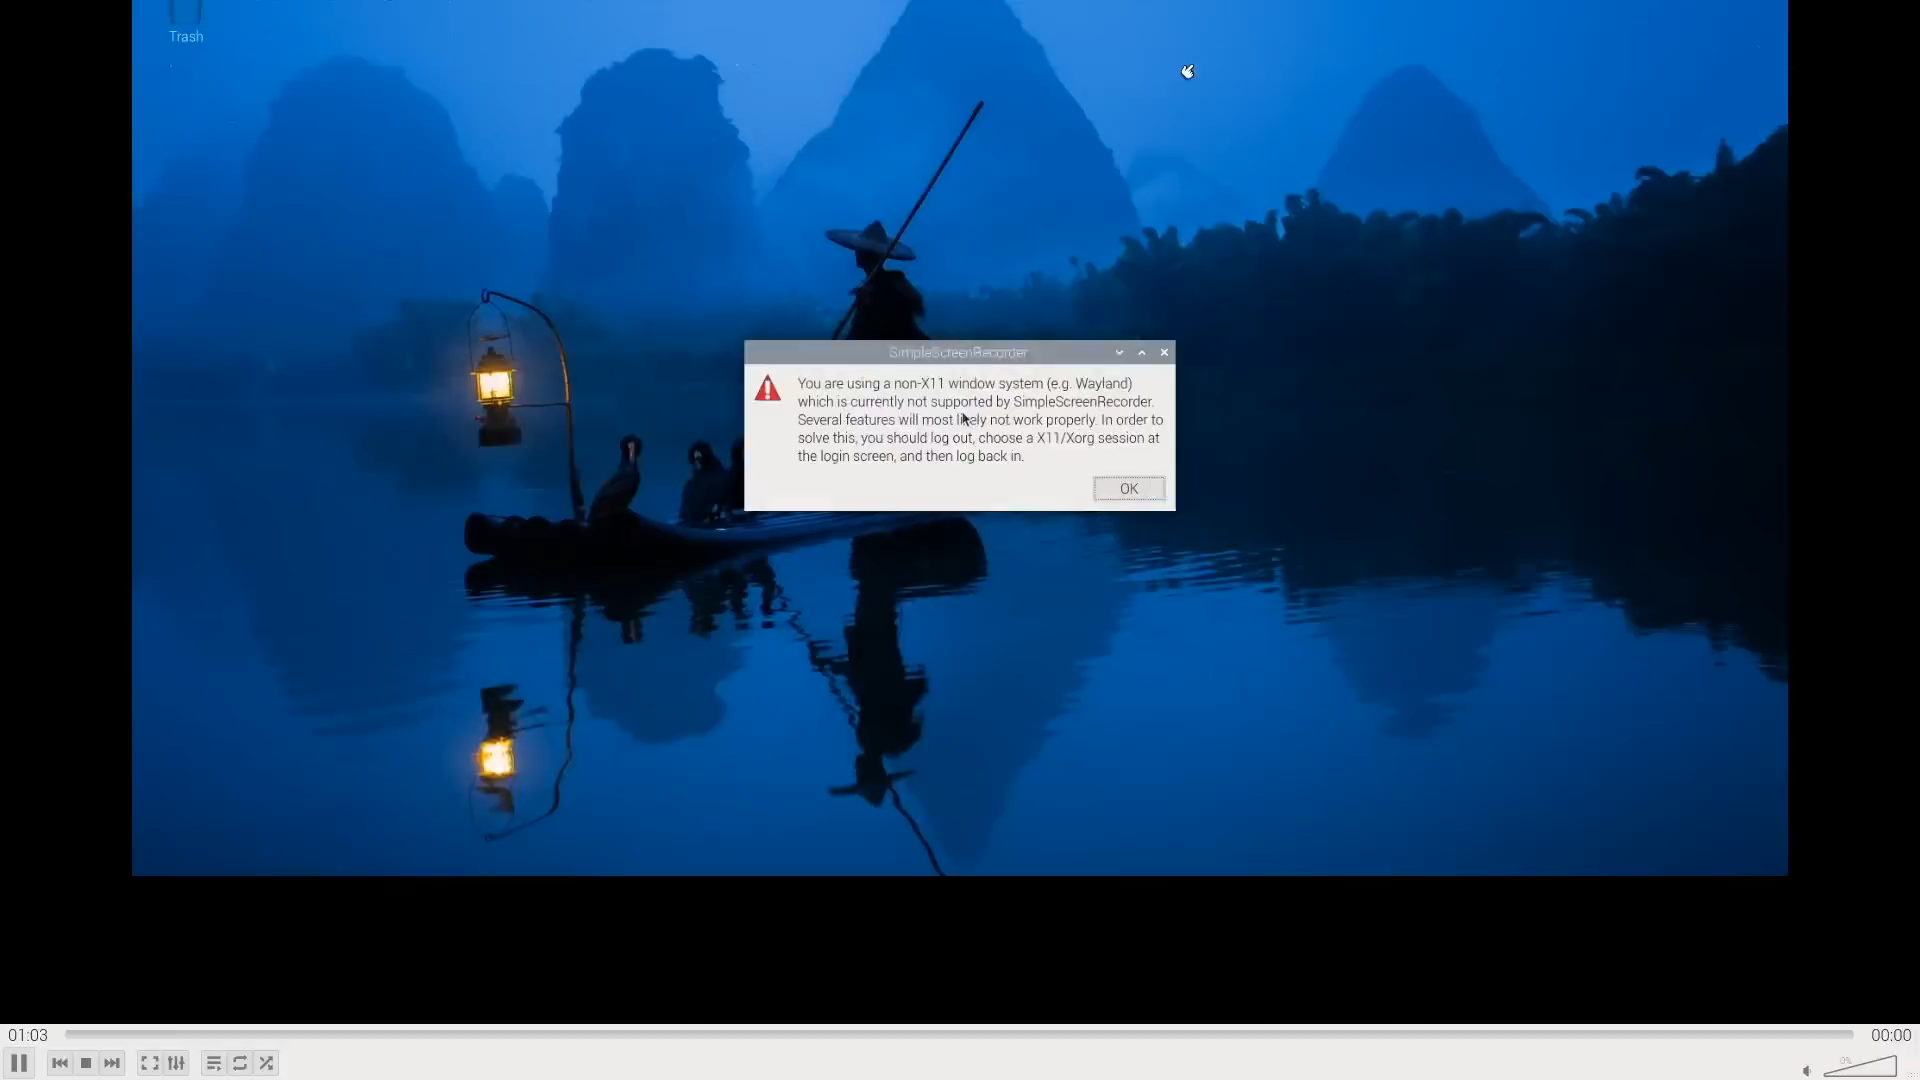 Trash
SimpleScreenRecorder
You are using a non-X11 window system (e.g. Wayland)
which is currently not supported by SimpleScreenRecorder.
Several features will most likely not work properly. In order to
solve this, you should log out, choose a X11/Xorg session at
the login screen, and then log back in.
OK
01:03
00:00
0%